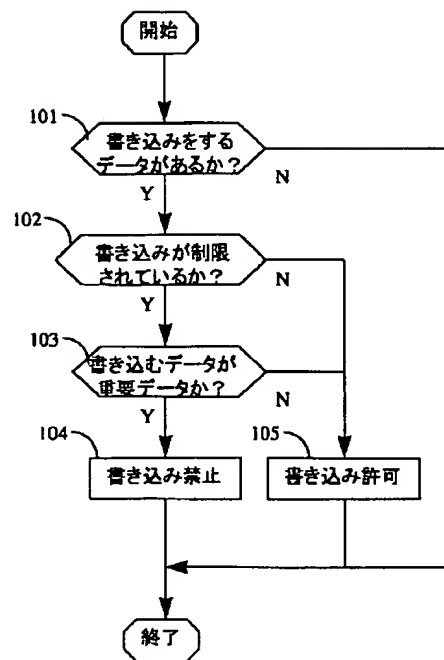 開始
101
書き込みをする
データがあるか？
N
Y
102
書き込みが制限
されているか？
N
Y
103
書き込むデータが
重要データか？
N
Y
104
書き込み禁止
105
書き込み許可
終了